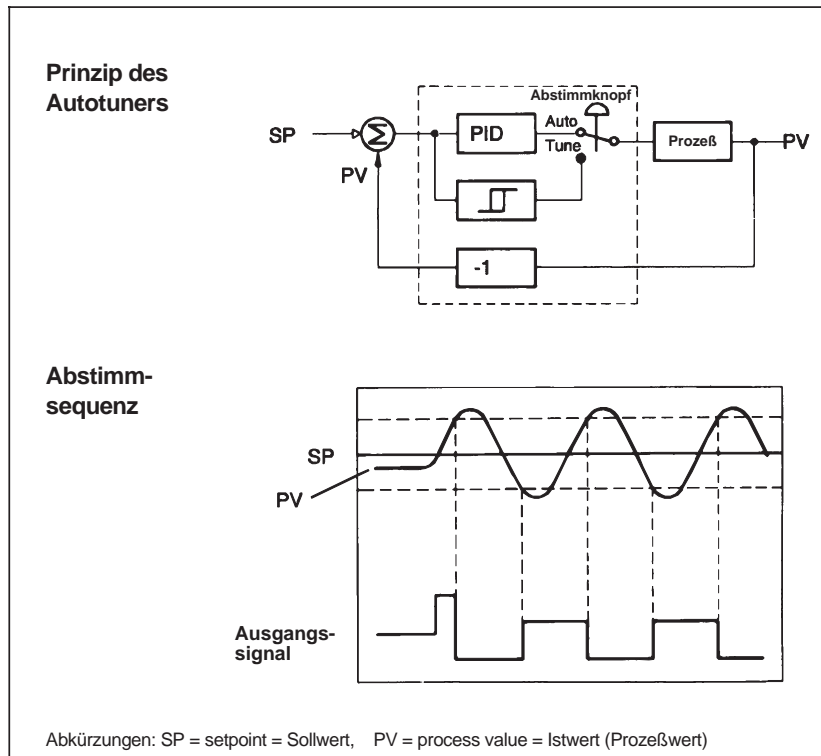 Prinzip des
Autotuners
Abstimmknopf
SP
Σ
PID
Auto
Tune
Prozeß
PV
PV
-1
Abstimm-
sequenz
SP
PV
Ausgangs-
signal
Abkürzungen: SP = setpoint = Sollwert, PV = process value = Istwert (Prozeßwert)